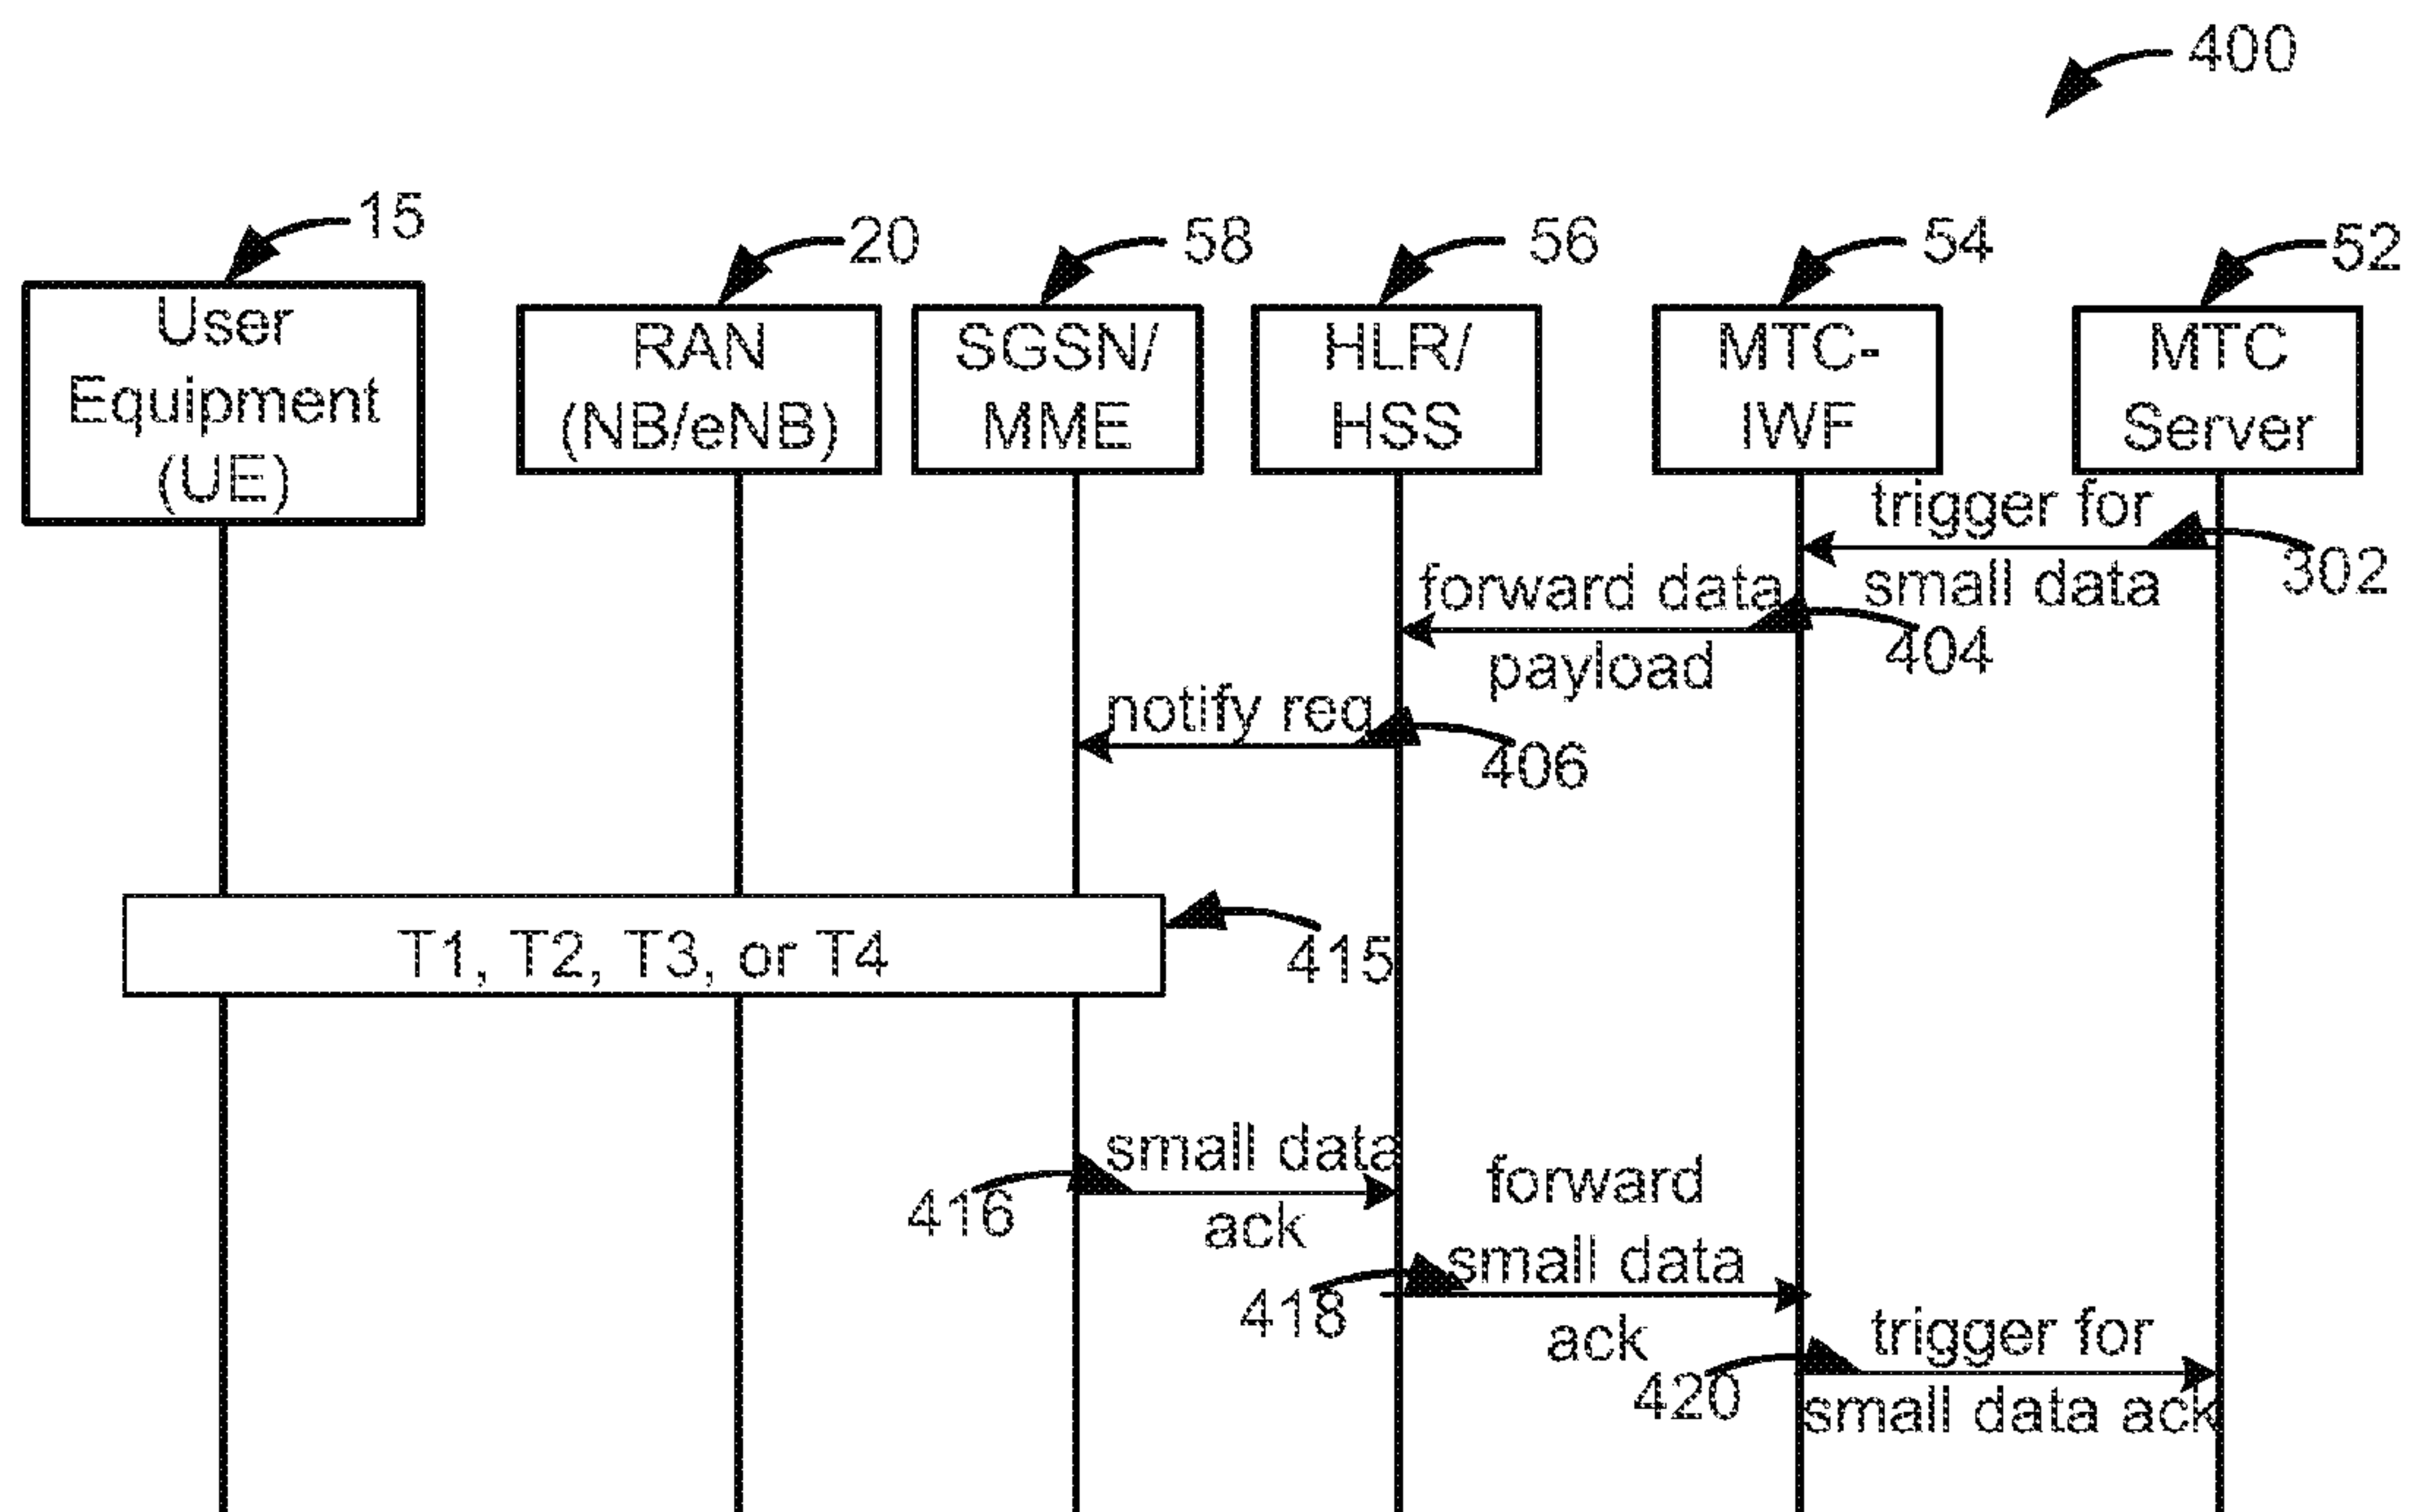 400
15
20
58
56
54
52
User
Equipment
(UE)
RAN
(NB/eNB)
SGSN/
MME
HLR/
HSS
MTC-
IWF
MTC
Server
trigger for
small data
302
forward data
payload
404
notify req
406
T1, T2, T3, or T4
415
small data
ack
416
forward
small data
ack
418
trigger for
small data ack
420